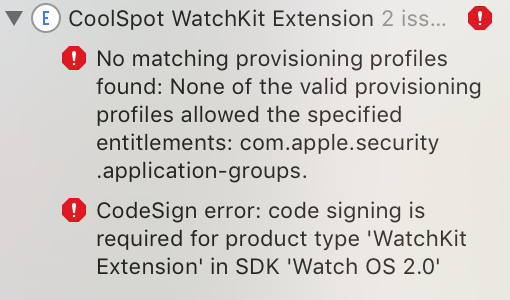 E CoolSpot WatchKit Extension 2 iss...
No matching provisioning profiles
found: None of the valid provisioning
profiles allowed the specified
entitlements: com.apple.security
.application-groups.
CodeSign error: code signing is
required for product type 'WatchKit
Extension' in SDK 'Watch OS 2.0'